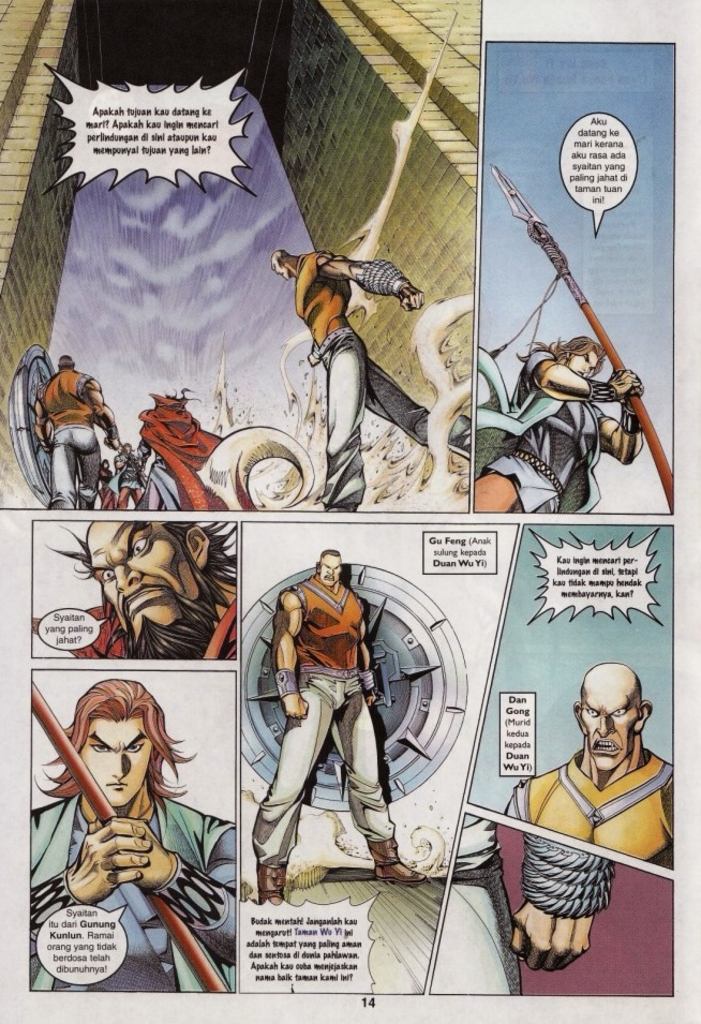 Apakah tujuan kau datang ke
mari? Apakah kau ingin mencari
perlindungan di sini ataupun kau
mempunyai tujuan yang lain?
Aku
datang ke
mari kerana
aku rasa ada
syaitan yang
paling jahat di
taman tuan
ini!
Syaitan
yang paling
jahat?
Syaitan
itu dari Gunung
Kunlun. Ramai
orang yang tidak
berdosa telah
dibunuhnya!
Gu Feng (Anak
sulung kepada
Duan Wu Yi)
Budak mentah! Janganlah kau
mengarut! Taman Wu Yi
adalah tempat yang paling aman
dan sentosa di dunia pahlawan.
Apakah kau cuba menjejaskan
nama baik taman kami ini?
Kau ingin mencari per-
lindungan di sini, tetapi
kau tidak mampu hendak
membayarnya, kan?
Dan
Gong
(Murid
kedua
kepada
Duan
Wu Yi)
14